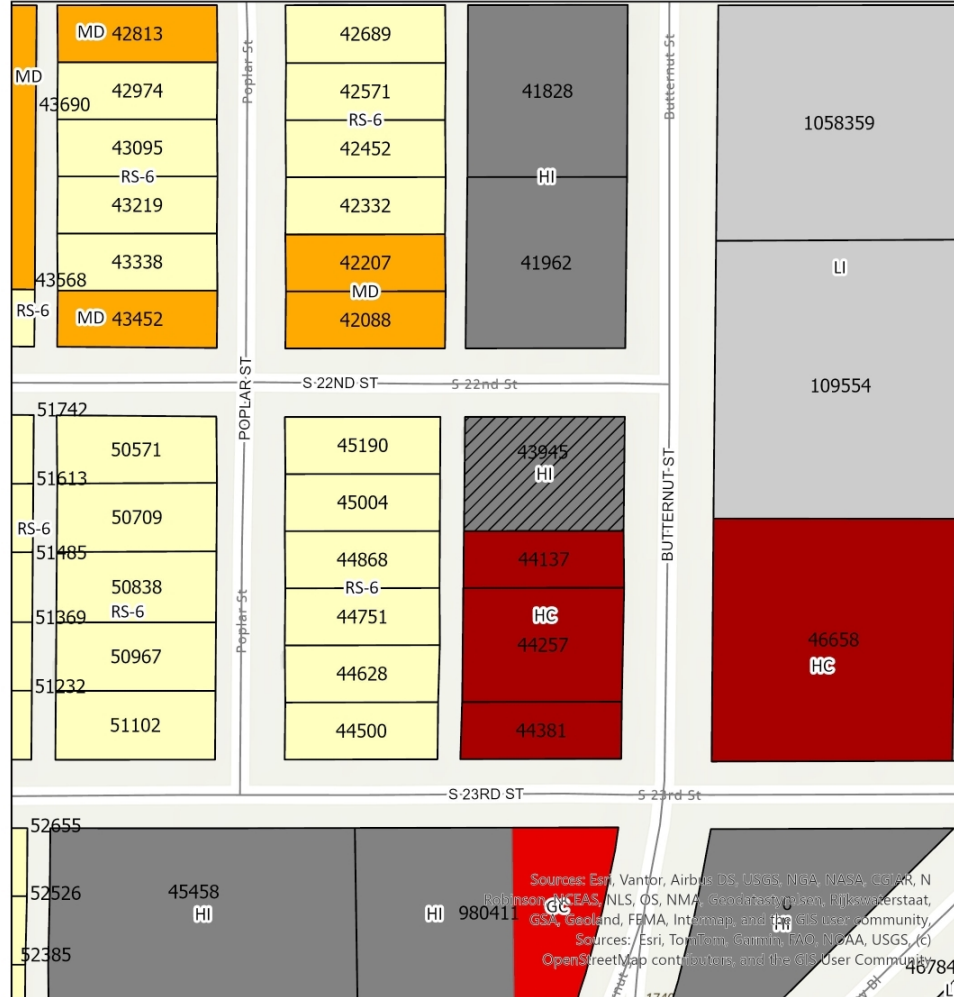 MD 42813
42689
Poplar St
Butternut St
MD
42974
42571
41828
43690
1058359
RS-6
43095
42452
RS-6
HI
43219
42332
43338
42207
41962
LI
43568
MD
RS-6
MD 43452
42088
S 22ND ST
S 22nd St
109554
POPLAR ST
51742
50571
45190
43945
HI
51613
45004
BUTTERNUT ST
50709
RS-6
51485
44868
44137
50838
RS-6
RS-6
HC
51369
44751
44257
46658
HC
Poplar St
50967
44628
51232
51102
44500
44381
S 23RD ST
S 23rd St
52655
45458
HI
52526
HI
980411
GC
HI
52385
46784
Sources: Esri, Vantor, Airbus DS, USGS, NGA, NASA, CGIAR, N
Robinson, NCEAS, NLS, OS, NMA, Geodatastyrelsen, Rijkswaterstaat,
GSA, Geoland, FEMA, Intermap, and the GIS user community,
Sources: Esri, TomTom, Garmin, FAO, NOAA, USGS, (c)
OpenStreetMap contributors, and the GIS User Community